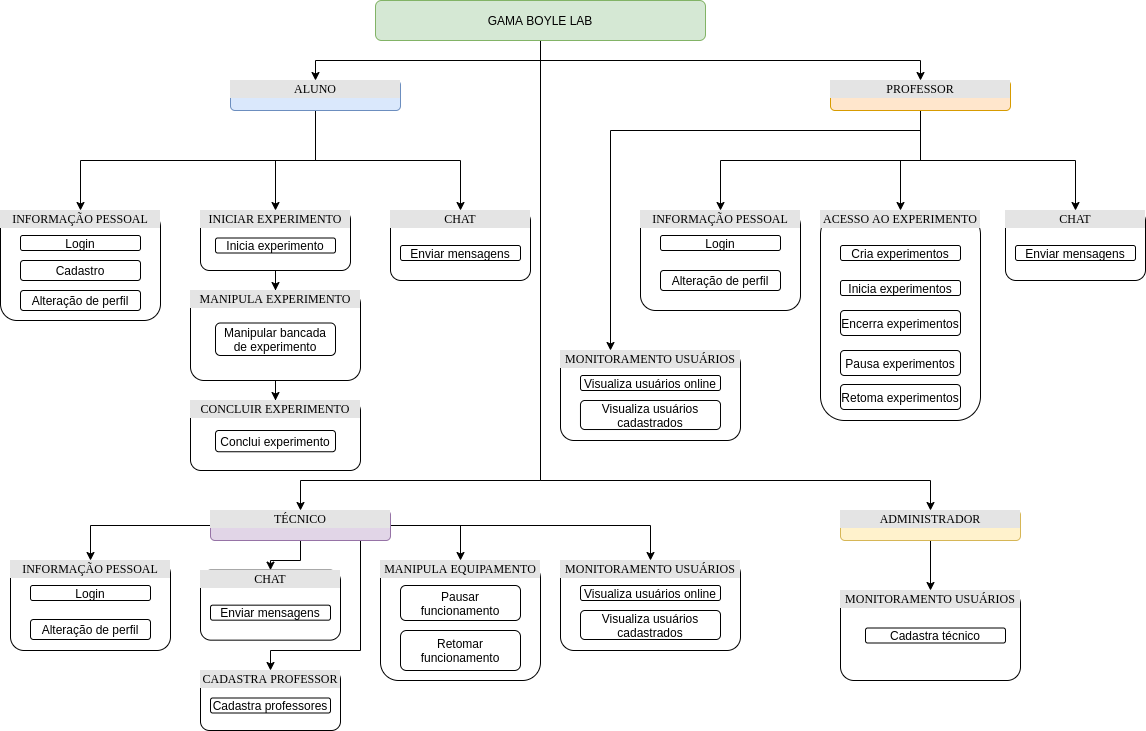 GAMA BOYLE LAB
ALUNO
PROFESSOR
INFORMAÇÃO PESSOAL
Login
Cadastro
Alteração de perfil
INICIAR EXPERIMENTO
Inicia experimento
MANIPULA EXPERIMENTO
Manipular bancada
de experimento
CONCLUIR EXPERIMENTO
Conclui experimento
CHAT
Enviar mensagens
MONITORAMENTO USUÁRIOS
Visualiza usuários online
Visualiza usuários
cadastrados
INFORMAÇÃO PESSOAL
Login
Alteração de perfil
ACESSO AO EXPERIMENTO
Cria experimentos
Inicia experimentos
Encerra experimentos
Pausa experimentos
Retoma experimentos
CHAT
Enviar mensagens
TÉCNICO
ADMINISTRADOR
INFORMAÇÃO PESSOAL
Login
Alteração de perfil
CHAT
Enviar mensagens
CADASTRA PROFESSOR
Cadastra professores
MANIPULA EQUIPAMENTO
Pausar
funcionamento
Retomar
funcionamento
MONITORAMENTO USUÁRIOS
Visualiza usuários online
Visualiza usuários
cadastrados
MONITORAMENTO USUÁRIOS
Cadastra técnico